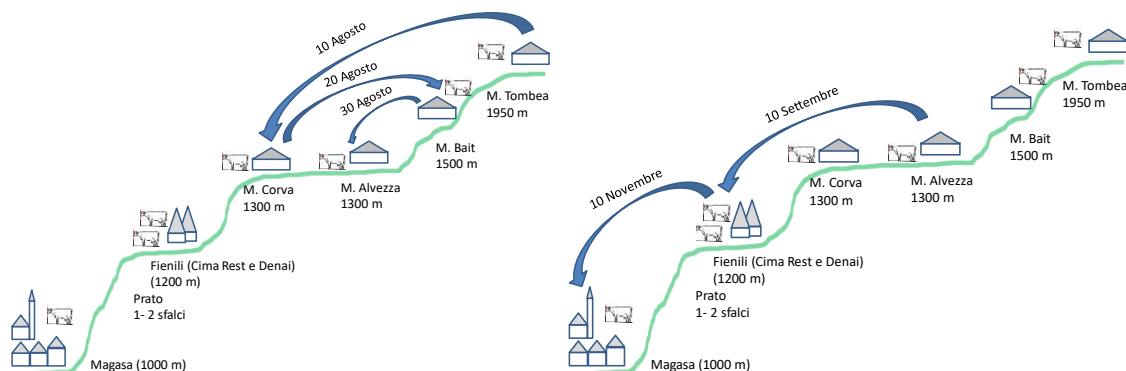 10 Agosto
20 Agosto
30 Agosto
M. Tombea
1950 m
M. Bait
1500 m
M. Corva
1300 m
M. Alvezza
1300 m
Fienili (Cima Rest e Denai)
(1200 m)
Prato
1- 2 sfalci
Magasa (1000 m)
10 Settembre
10 Novembre
M. Tombea
1950 m
M. Bait
1500 m
M. Corva
1300 m
M. Alvezza
1300 m
Fienili (Cima Rest e Denai)
(1200 m)
Prato
1- 2 sfalci
Magasa (1000 m)